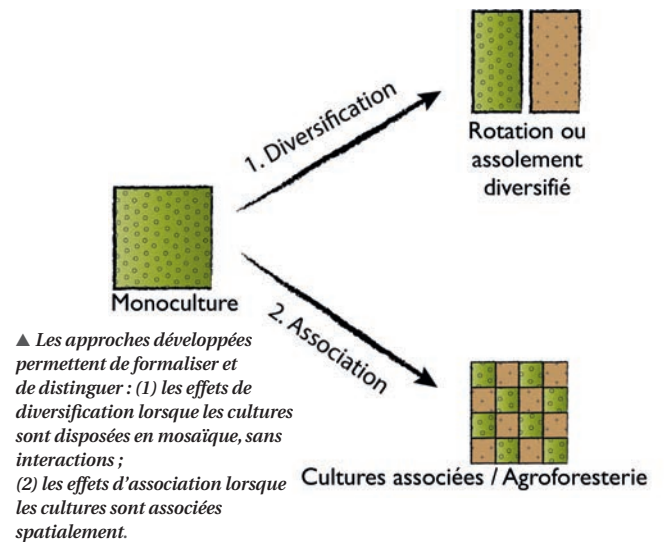 1. Diversification
Rotation ou
assolement
diversifié
Monoculture
2. Association
▲ Les approches développées
permettent de formaliser et
de distinguer : (1) les effets de
diversification lorsque les cultures
sont disposées en mosaïque, sans
interactions ;
(2) les effets d'association lorsque
les cultures sont associées
spatialement.
Cultures associées / Agroforesterie